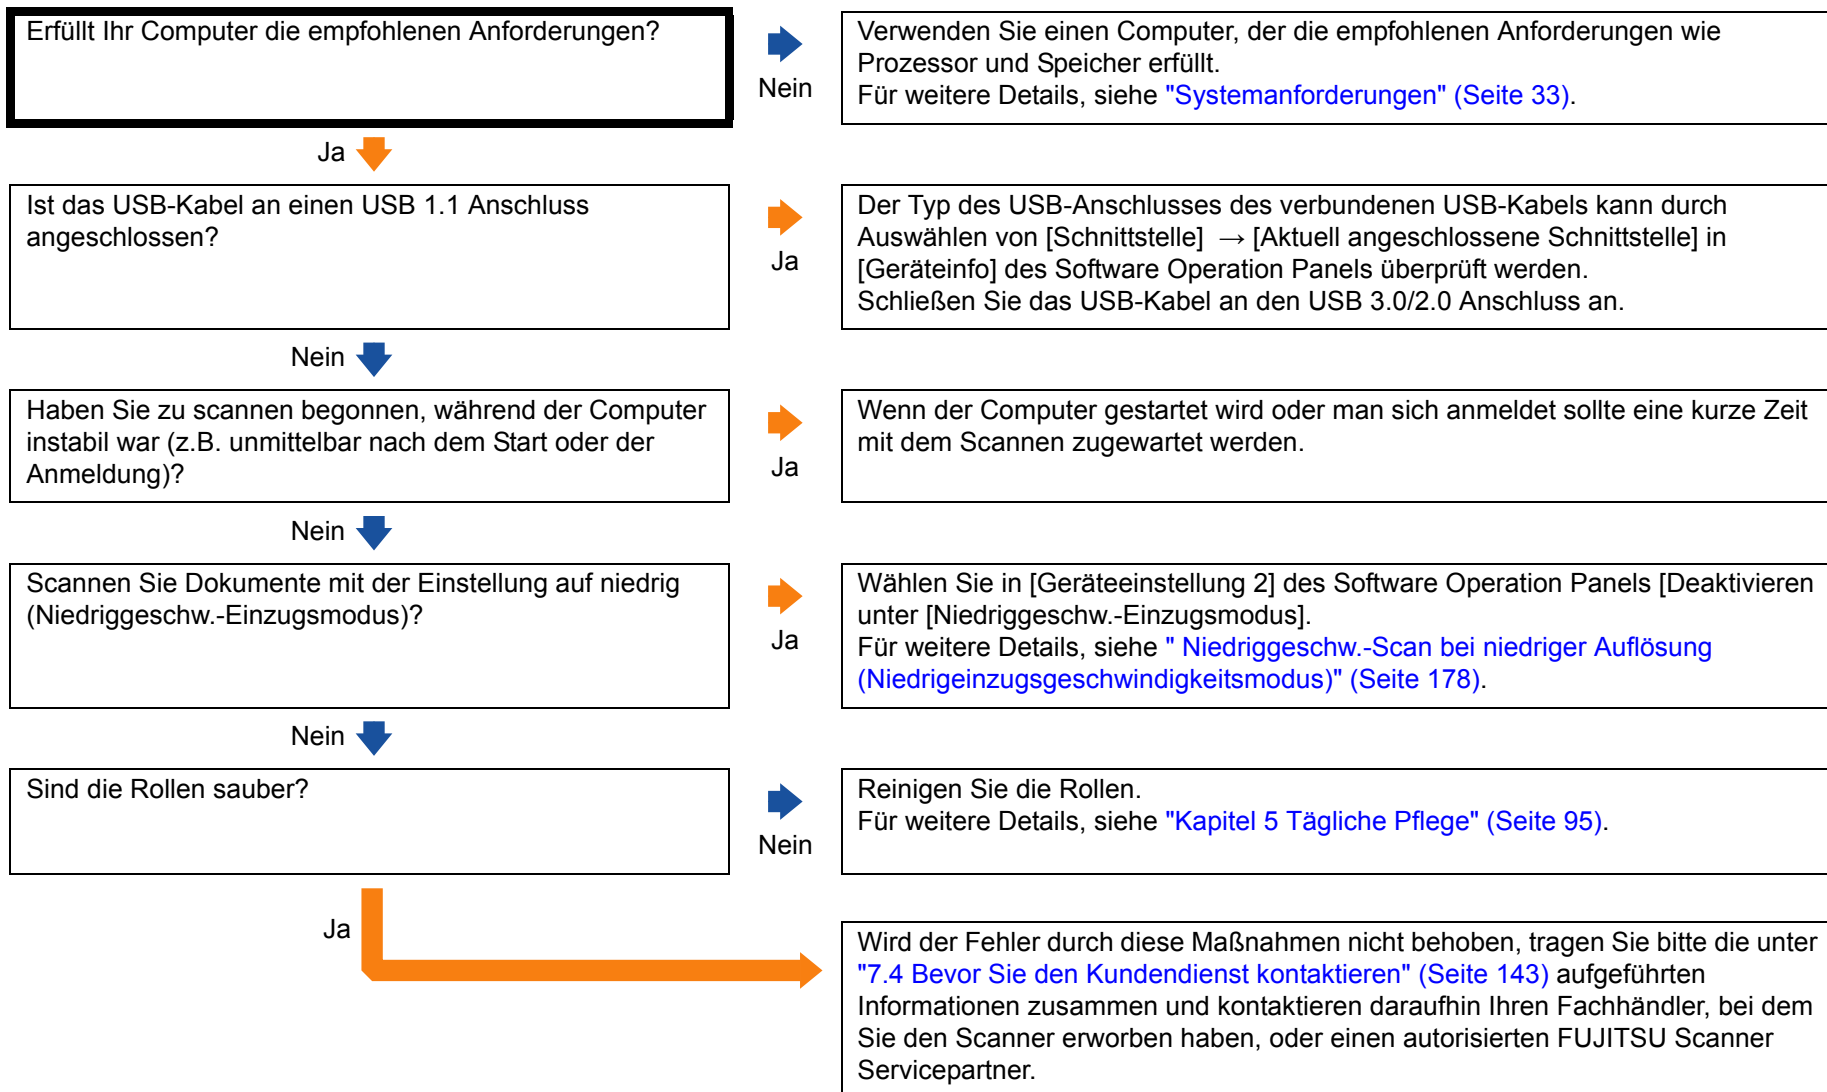 Erfüllt Ihr Computer die empfohlenen Anforderungen?
Nein
Verwenden Sie einen Computer, der die empfohlenen Anforderungen wie
Prozessor und Speicher erfüllt.
Für weitere Details, siehe "Systemanforderungen" (Seite 33).
Ja
Ist das USB-Kabel an einen USB 1.1 Anschluss
angeschlossen?
Ja
Der Typ des USB-Anschlusses des verbundenen USB-Kabels kann durch
Auswählen von [Schnittstelle] → [Aktuell angeschlossene Schnittstelle] in
[Geräteinfo] des Software Operation Panels überprüft werden.
Schließen Sie das USB-Kabel an den USB 3.0/2.0 Anschluss an.
Nein
Haben Sie zu scannen begonnen, während der Computer
instabil war (z.B. unmittelbar nach dem Start oder der
Anmeldung)?
Ja
Wenn der Computer gestartet wird oder man sich anmeldet sollte eine kurze Zeit
mit dem Scannen zugewartet werden.
Nein
Scannen Sie Dokumente mit der Einstellung auf niedrig
(Niedriggeschw.-Einzugsmodus)?
Ja
Wählen Sie in [Geräteeinstellung 2] des Software Operation Panels [Deaktivieren
unter [Niedriggeschw.-Einzugsmodus].
Für weitere Details, siehe " Niedriggeschw.-Scan bei niedriger Auflösung
(Niedrigeinzugsgeschwindigkeitsmodus)" (Seite 178).
Nein
Sind die Rollen sauber?
Nein
Reinigen Sie die Rollen.
Für weitere Details, siehe "Kapitel 5 Tägliche Pflege" (Seite 95).
Ja
Wird der Fehler durch diese Maßnahmen nicht behoben, tragen Sie bitte die unter
"7.4 Bevor Sie den Kundendienst kontaktieren" (Seite 143) aufgeführten
Informationen zusammen und kontaktieren daraufhin Ihren Fachhändler, bei dem
Sie den Scanner erworben haben, oder einen autorisierten FUJITSU Scanner
Servicepartner.